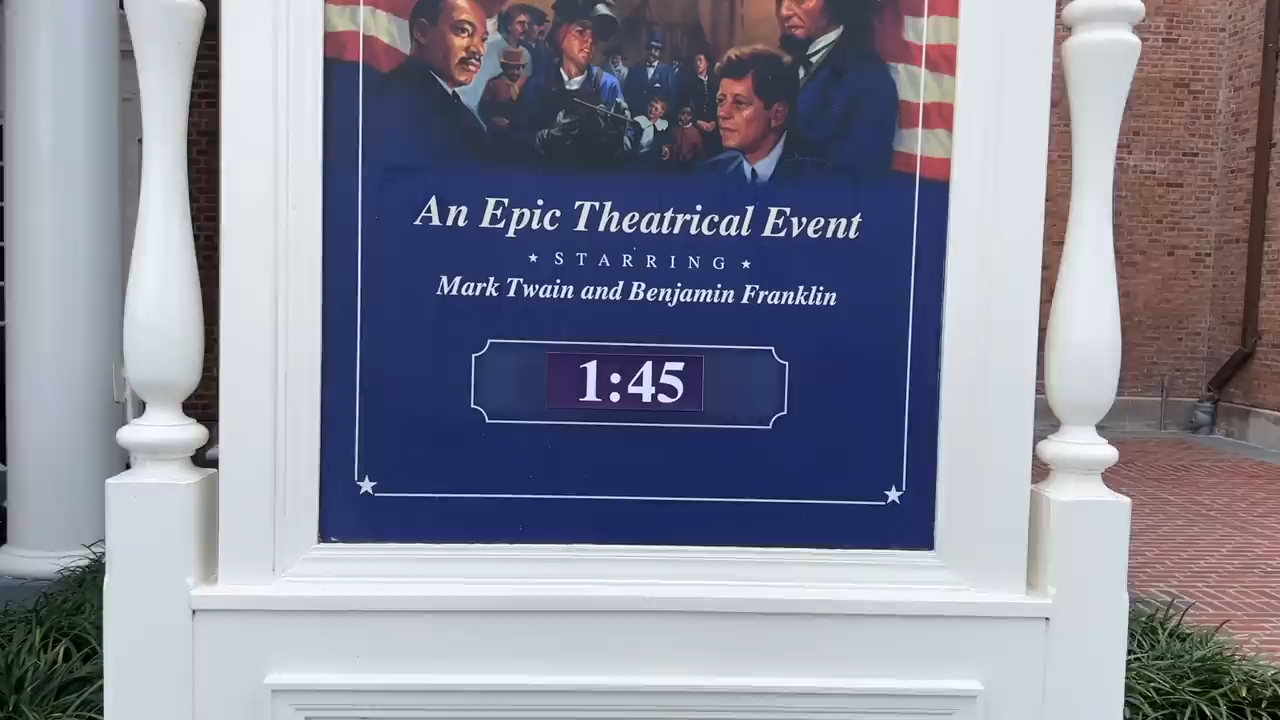 An Epic Theatrical Event
★ STARRING ★
Mark Twain and Benjamin Franklin
1:45